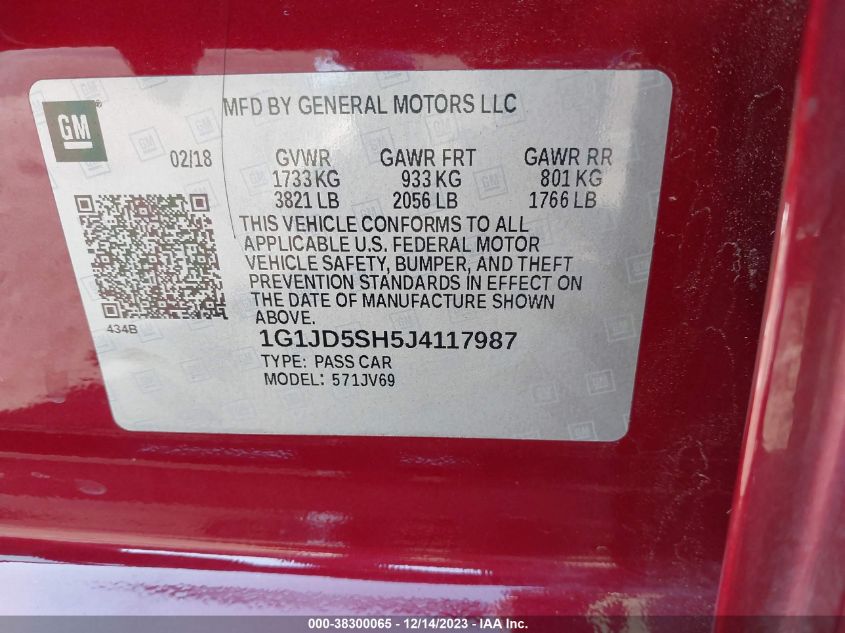 GM
MFD BY GENERAL MOTORS LLC
02/18 GVWR GAWR FRT GAWR RR
1733 KG 933 KG 801 KG
3821 LB 2056 LB 1766 LB
THIS VEHICLE CONFORMS TO ALL
APPLICABLE U.S. FEDERAL MOTOR
VEHICLE SAFETY, BUMPER, AND THEFT
PREVENTION STANDARDS IN EFFECT ON
THE DATE OF MANUFACTURE SHOWN
ABOVE.
434B
1G1JD5SH5J4117987
TYPE: PASS CAR
MODEL: 571JV69
000-38300065 - 12/14/2023 - IAA Inc.